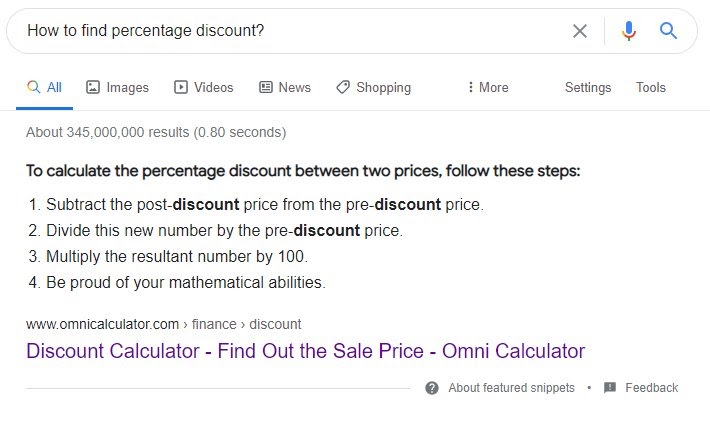 How to find percentage discount?
All Images Videos News Shopping More Settings Tools
About 345,000,000 results (0.80 seconds)
To calculate the percentage discount between two prices, follow these steps:
1. Subtract the post-discount price from the pre-discount price.
2. Divide this new number by the pre-discount price.
3. Multiply the resultant number by 100.
4. Be proud of your mathematical abilities.
www.omnicalculator.com › finance › discount
Discount Calculator - Find Out the Sale Price - Omni Calculator
About featured snippets • Feedback